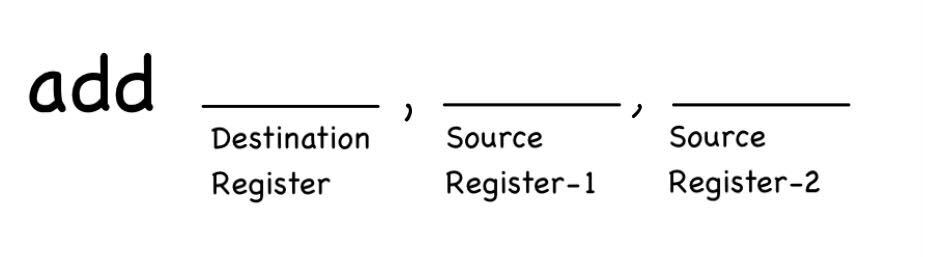 add ________ , ________ , ________
Destination Source Source
Register Register-1 Register-2